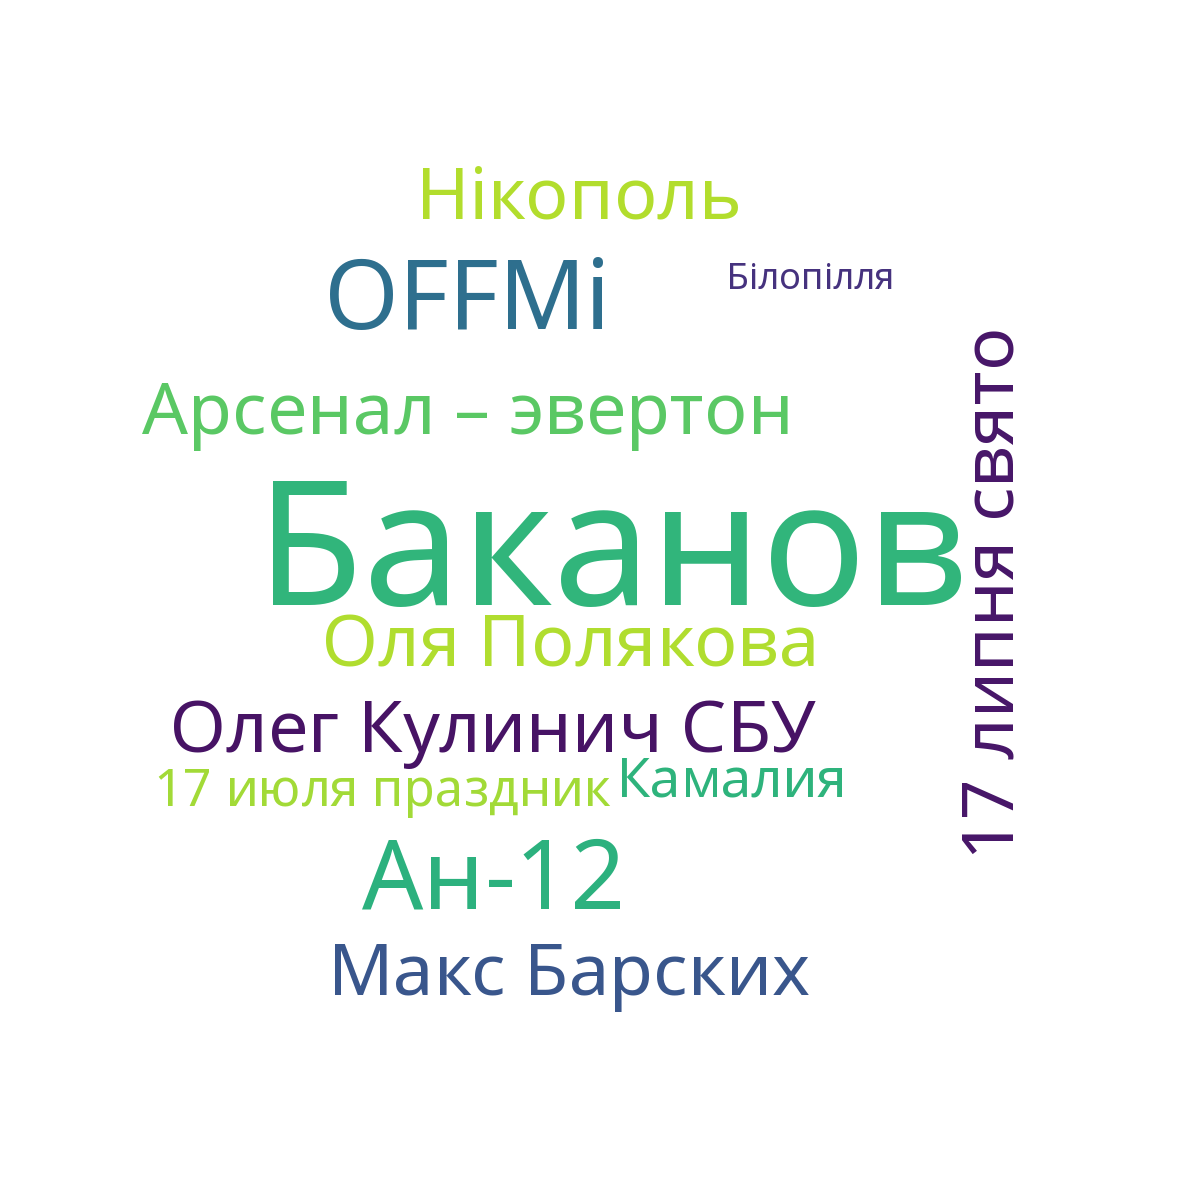 Нікополь
OFFMi
Білопілля
Арсенал – эвертон
Баканов
17 липня свято
Оля Полякова
Олег Кулинич СБУ
17 июля праздник
Камалия
Ан-12
Макс Барских